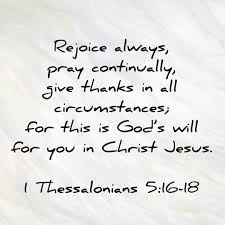 Rejoice always,
pray continually,
give thanks in all
circumstances;
for this is God's will
for you in Christ Jesus.
1 Thessalonians 5:16-18